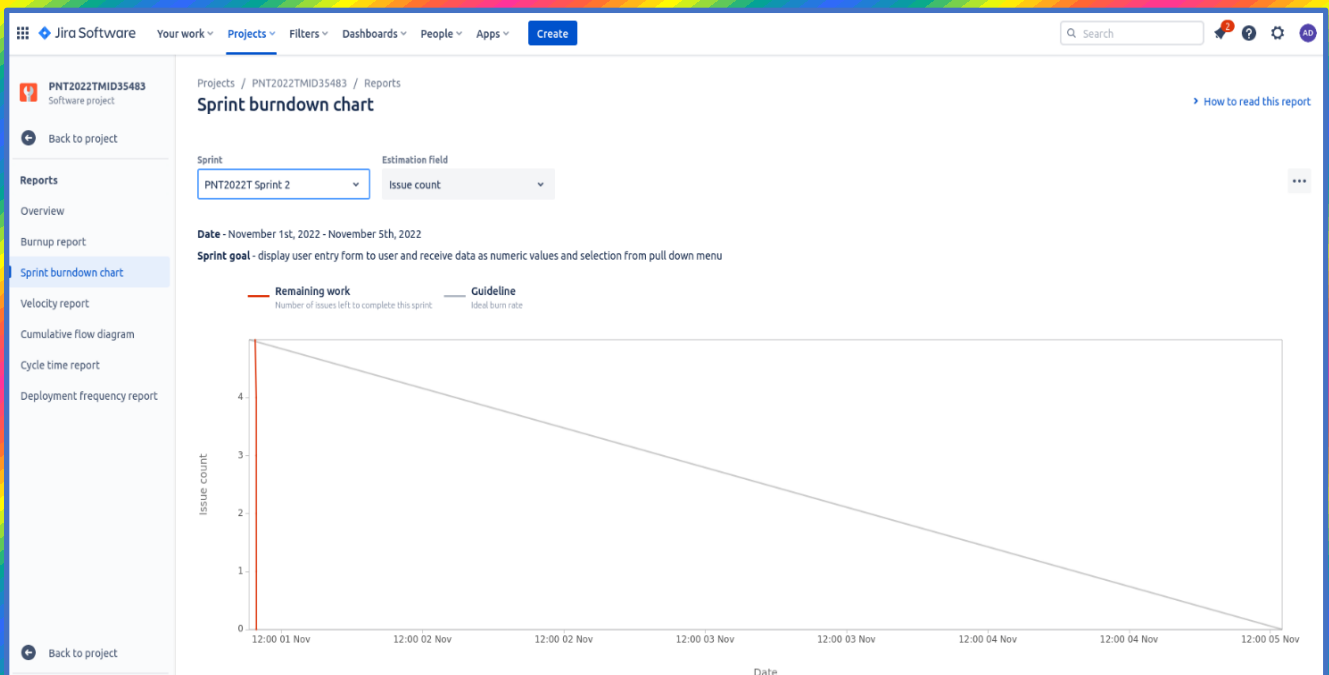 Jira Software Your work Projects Filters Dashboards People Apps Create Search 2 AD
PNT2022TMID35483
Software project
Back to project
Reports
Overview
Burnup report
Sprint burndown chart
Velocity report
Cumulative flow diagram
Cycle time report
Deployment frequency report
Back to project
Projects / PNT2022TMID35483 / Reports
Sprint burndown chart
How to read this report
Sprint Estimation field
PNT2022T Sprint 2 Issue count
Date - November 1st, 2022 - November 5th, 2022
Sprint goal - display user entry form to user and receive data as numeric values and selection from pull down menu
Remaining work Guideline
Number of issues left to complete this sprint Ideal burn rate
Issue count
4
3
2
1
0
12:00 01 Nov 12:00 02 Nov 12:00 02 Nov 12:00 03 Nov 12:00 03 Nov 12:00 04 Nov 12:00 04 Nov 12:00 05 Nov
Date